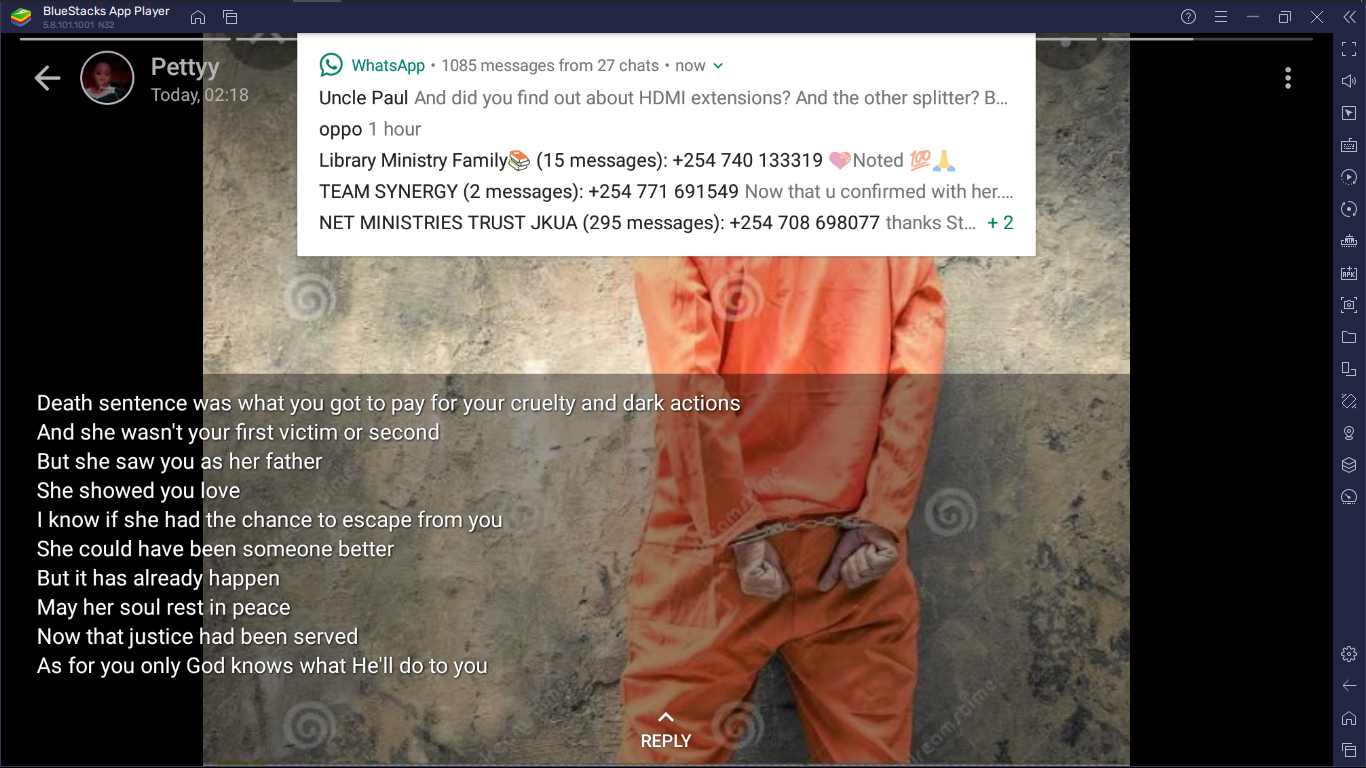 BlueStacks App Player
5.8.101.1001 N32
Pettyy
Today, 02:18
WhatsApp • 1085 messages from 27 chats • now
Uncle Paul And did you find out about HDMI extensions? And the other splitter? B…
oppo 1 hour
Library Ministry Family📚 (15 messages): +254 740 133319 💝Noted 💯🙏
TEAM SYNERGY (2 messages): +254 771 691549 Now that u confirmed with her.…
NET MINISTRIES TRUST JKUA (295 messages): +254 708 698077 thanks St… + 2
Death sentence was what you got to pay for your cruelty and dark actions
And she wasn't your first victim or second
But she saw you as her father
She showed you love
I know if she had the chance to escape from you
She could have been someone better
But it has already happen
May her soul rest in peace
Now that justice had been served
As for you only God knows what He'll do to you
REPLY
dreamstime
dreamstime
APK